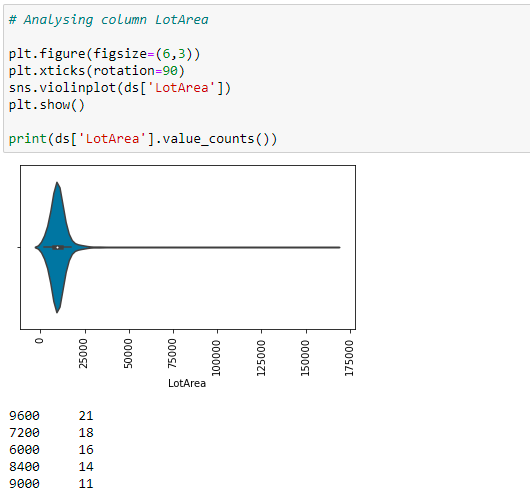 # Analysing column LotArea
plt.figure(figsize=(6,3))
plt.xticks(rotation=90)
sns.violinplot(ds['LotArea'])
plt.show()
print(ds['LotArea'].value_counts())
0 25000 50000 75000 100000 125000 150000 175000
LotArea
9600 21
7200 18
6000 16
8400 14
9000 11